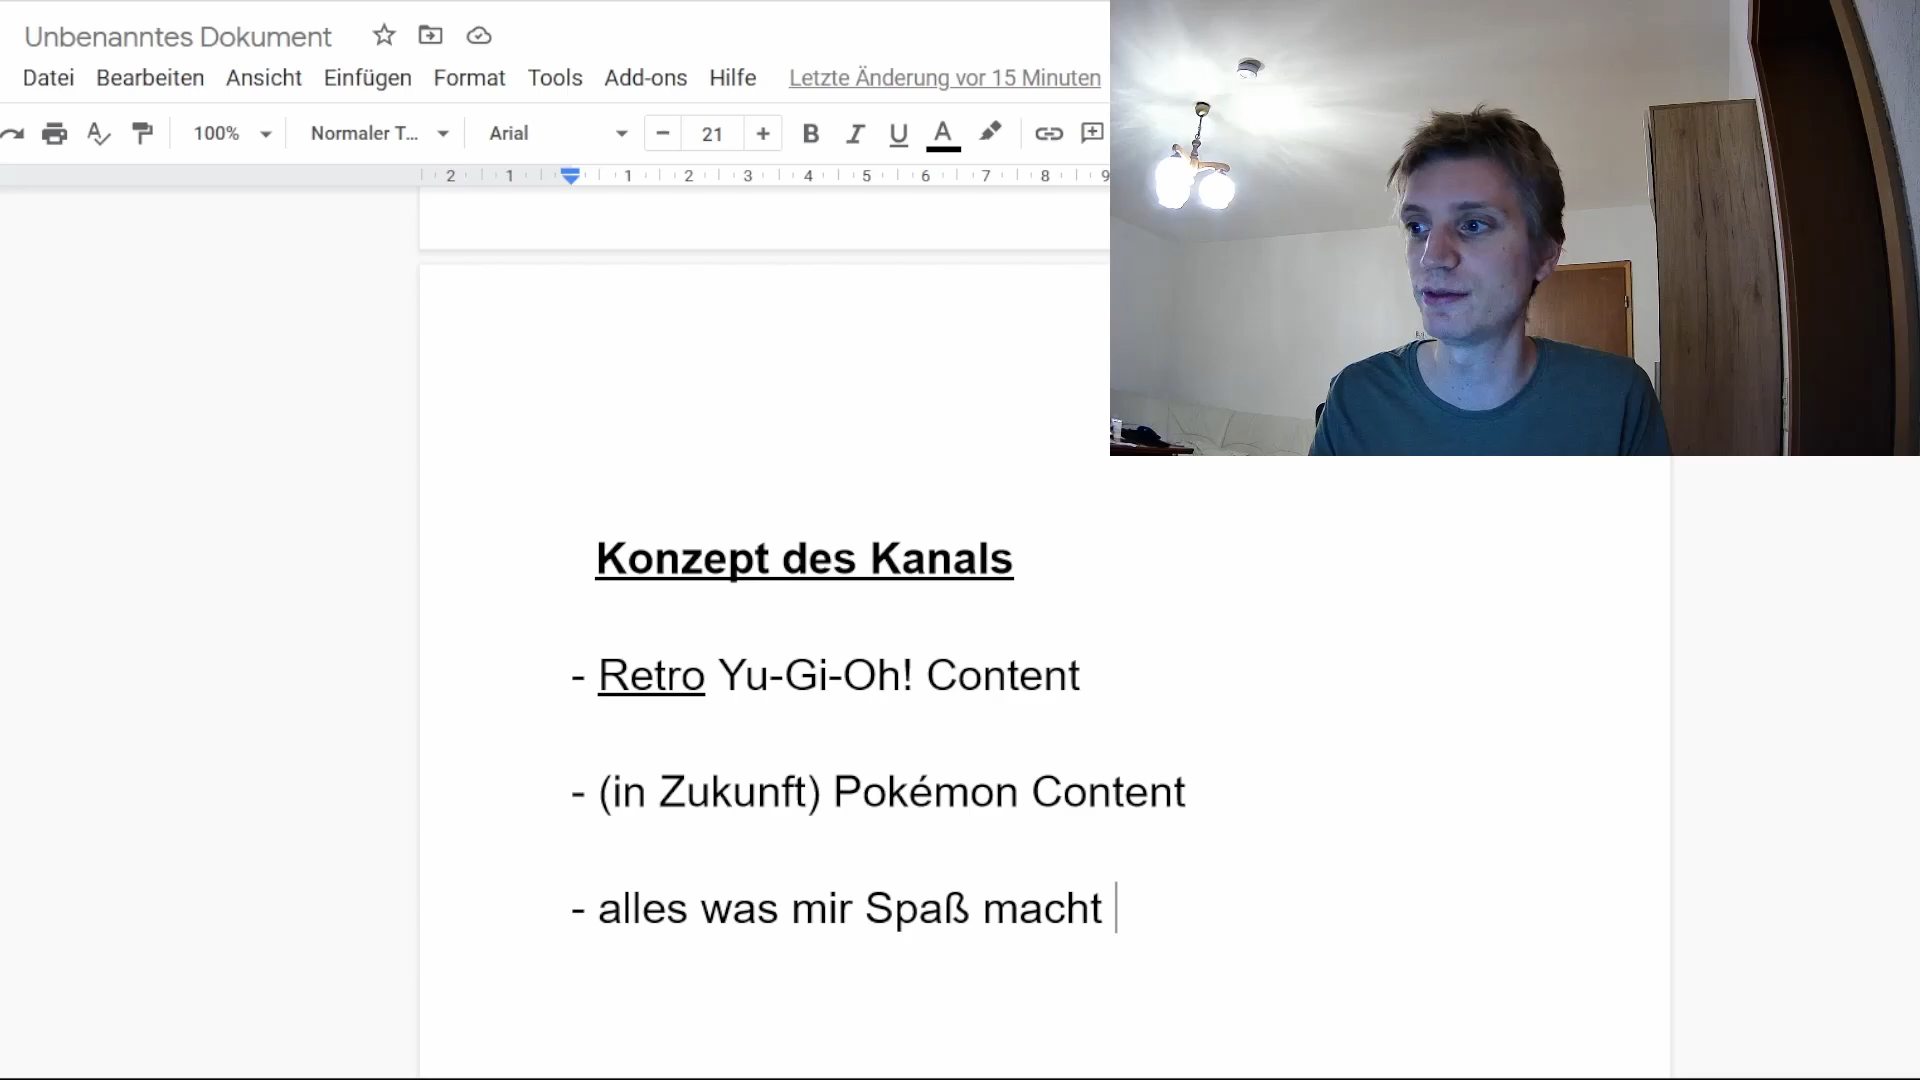 Unbenanntes Dokument
Datei Bearbeiten Ansicht Einfügen Format Tools Add-ons Hilfe Letzte Änderung vor 15 Minuten
100% Normaler T... Arial - 21 + B I U A
2 1 1 2 3 4 5 6 7 8 9
Konzept des Kanals
- Retro Yu-Gi-Oh! Content
- (in Zukunft) Pokémon Content
- alles was mir Spaß macht